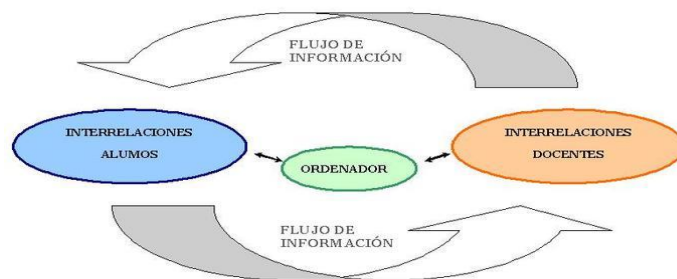 FLUJO DE
INFORMACIÓN
INTERRELACIONES
ALUMOS
ORDENADOR
INTERRELACIONES
DOCENTES
FLUJO DE
INFORMACIÓN